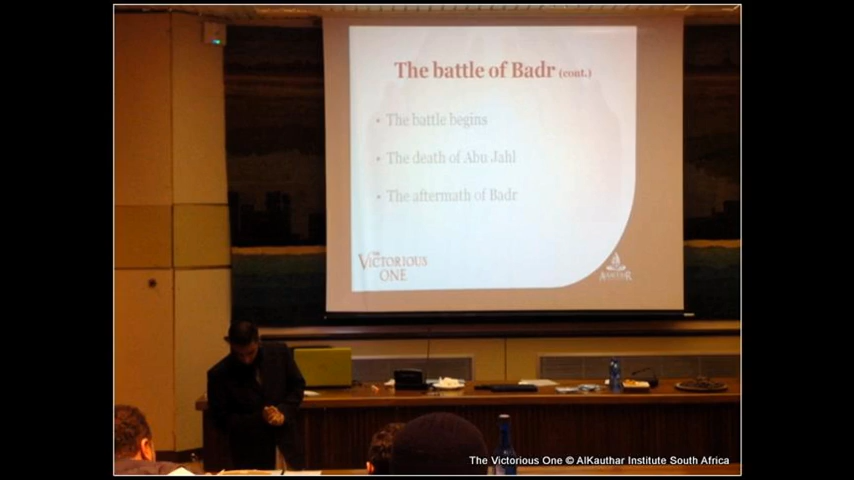 The battle of Badr (cont.)
• The battle begins
• The death of Abu Jahl
• The aftermath of Badr
THE
VICTORIOUS
ONE
ALKAUTHAR
The Victorious One © AlKauthar Institute South Africa